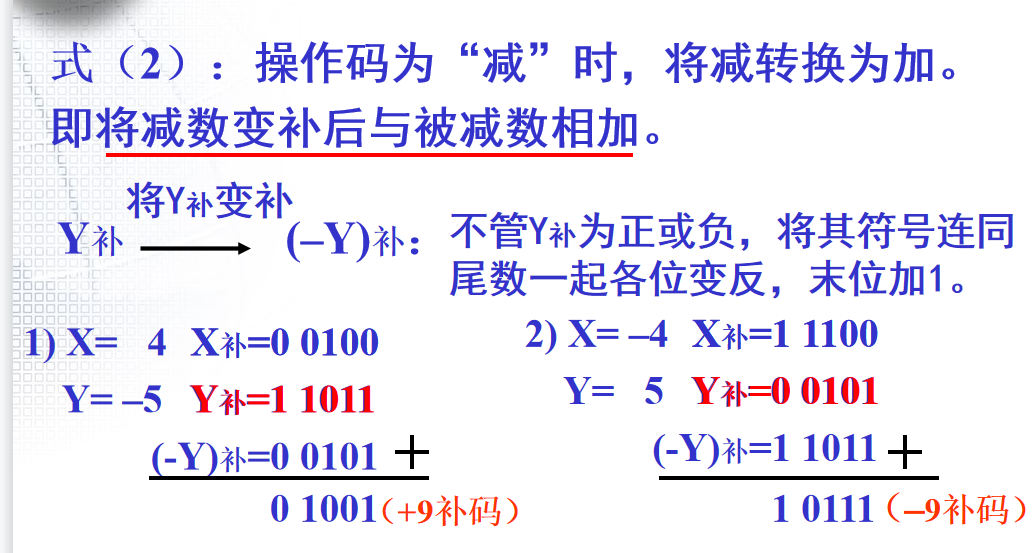 式（2）：操作码为“减”时，将减转换为加。
即将减数变补后与被减数相加。
将Y补变补
Y补 (–Y)补：
不管Y补为正或负，将其符号连同
尾数一起各位变反，末位加1。
1) X= 4 X补=0 0100
Y= –5 Y补=1 1011
(-Y)补=0 0101 +
0 1001（+9补码）
2) X= –4 X补=1 1100
Y= 5 Y补=0 0101
(-Y)补=1 1011 +
1 0111（–9补码）